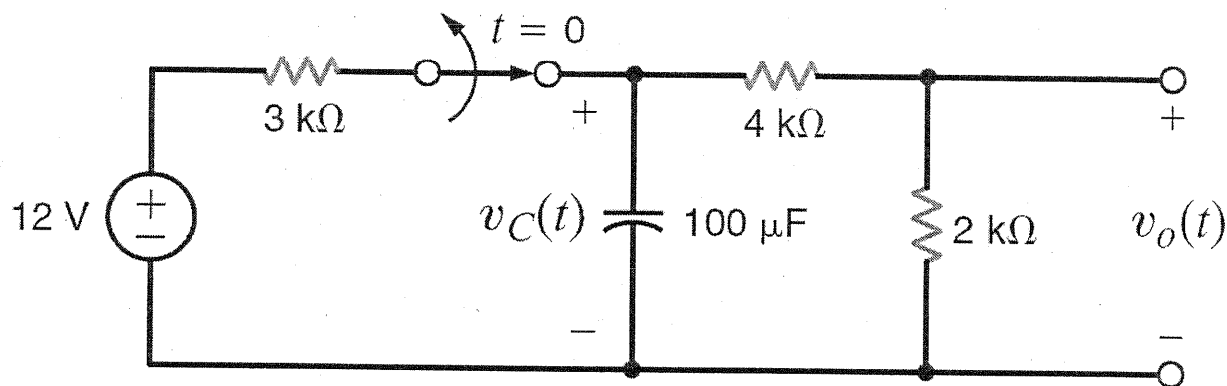 t = 0
3 kΩ
+
4 kΩ
+
12 V
+
−
v_C(t)
100 μF
2 kΩ
v_o(t)
−
−